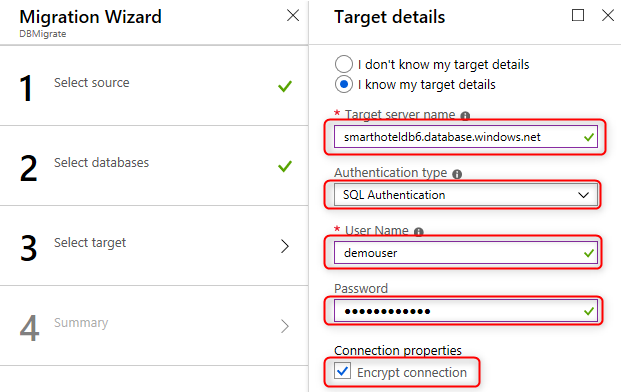 Migration Wizard
DBMigrate
1 Select source
2 Select databases
3 Select target
4 Summary
Target details
I don't know my target details
I know my target details
* Target server name
smarthoteldb6.database.windows.net
Authentication type
SQL Authentication
* User Name
demouser
Password
••••••••••••
Connection properties
Encrypt connection